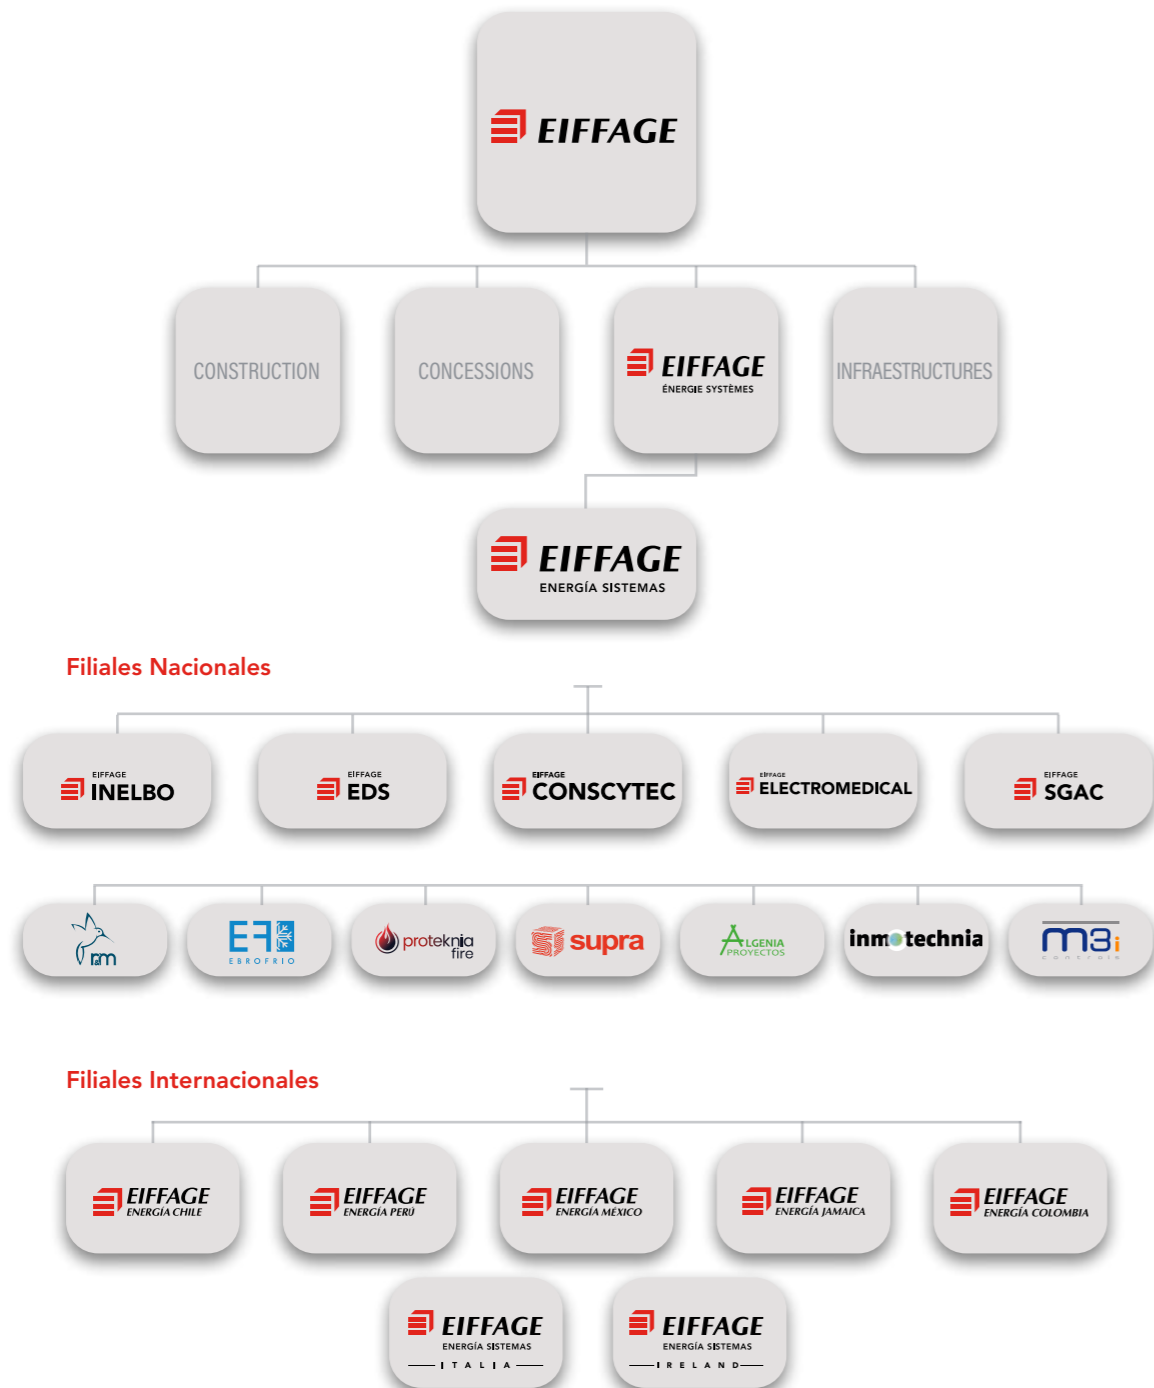 EIFFAGE
CONSTRUCTION
CONCESSIONS
EIFFAGE
ÉNERGIE SYSTÈMES
INFRAESTRUCTURES
EIFFAGE
ENERGÍA SISTEMAS
Filiales Nacionales
EIFFAGE
INELBO
EIFFAGE
EDS
EIFFAGE
CONSCYTEC
EIFFAGE
ELECTROMEDICAL
EIFFAGE
SGAC
r&m
EF
EBROFRIO
proteknia
fire
supra
ALGENIA
PROYECTOS
inmotechnia
m3i
controls
Filiales Internacionales
EIFFAGE
ENERGÍA CHILE
EIFFAGE
ENERGÍA PERÚ
EIFFAGE
ENERGÍA MÉXICO
EIFFAGE
ENERGÍA JAMAICA
EIFFAGE
ENERGÍA COLOMBIA
EIFFAGE
ENERGÍA SISTEMAS
ITALIA
EIFFAGE
ENERGÍA SISTEMAS
IRELAND